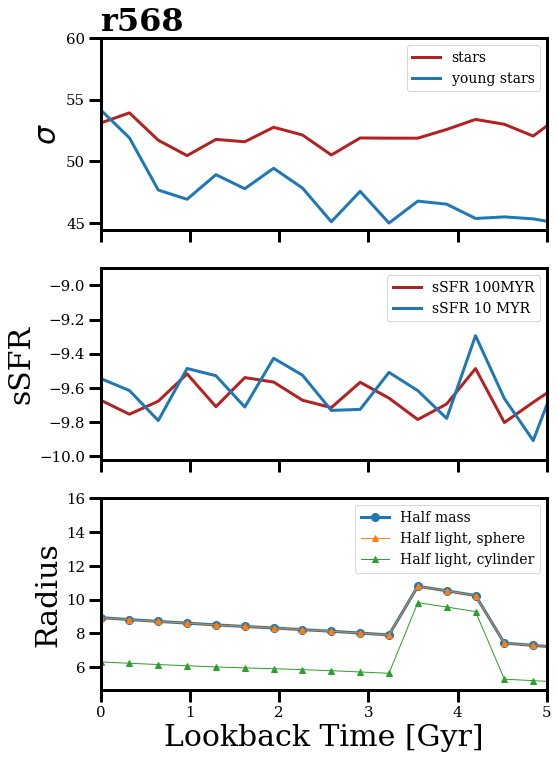 r568
60
55
50
45
σ
stars
young stars
−9.0
−9.2
−9.4
−9.6
−9.8
−10.0
sSFR
sSFR 100MYR
sSFR 10 MYR
16
14
12
10
8
6
Radius
Half mass
Half light, sphere
Half light, cylinder
0 1 2 3 4 5
Lookback Time [Gyr]